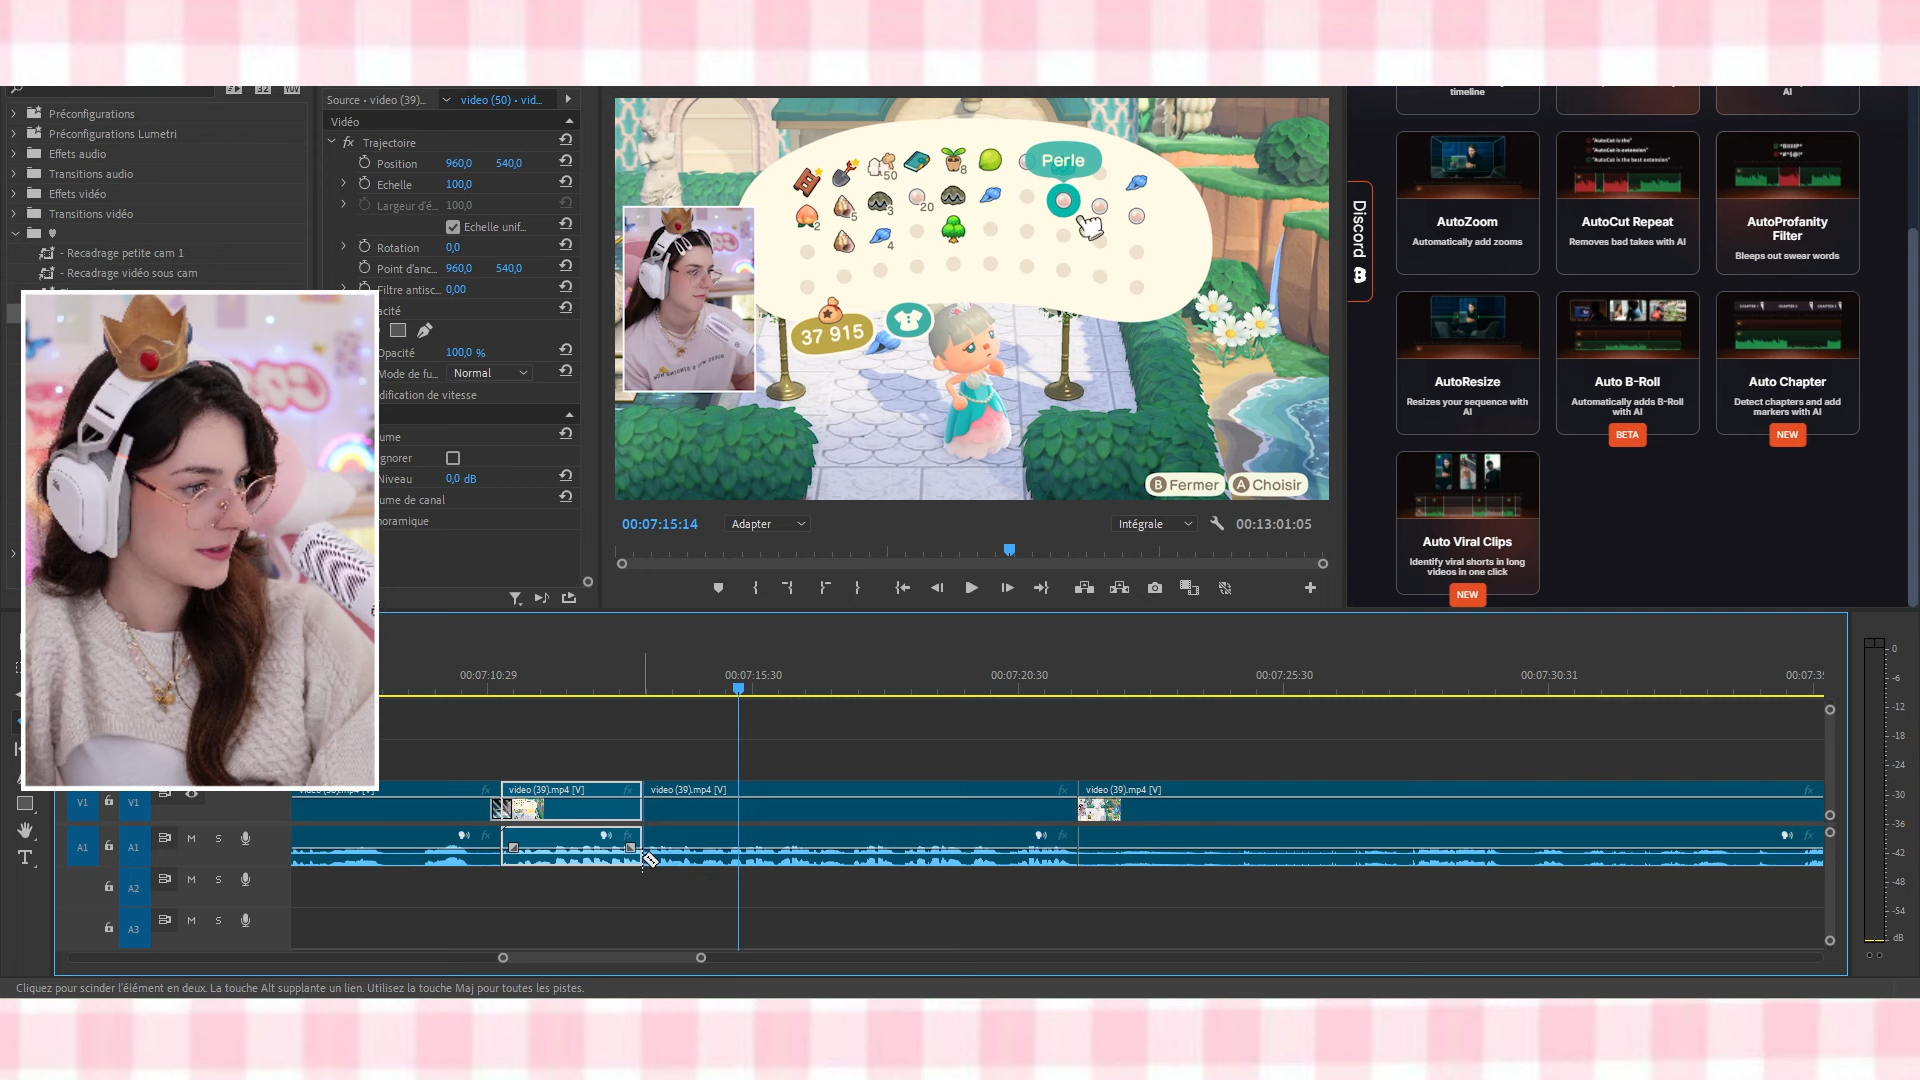 Préconfigurations
Préconfigurations Lumetri
Effets audio
Transitions audio
Effets vidéo
Transitions vidéo
- Recadrage petite cam 1
- Recadrage vidéo sous cam
Source • video (39)...
video (50) • vid...
Vidéo
fx Trajectoire
Position 960,0 540,0
Echelle 100,0
Largeur d'é... 100,0
Echelle unif...
Rotation 0,0
Point d'anc... 960,0 540,0
Filtre antisc... 0,00
acité
Opacité 100,0 %
Mode de fu... Normal
dification de vitesse
ume
gnorer
Niveau 0,0 dB
ume de canal
noramique
Perle
50
8
2
5
3
20
4
37 915
B Fermer
A Choisir
00:07:15:14
Adapter
Intégrale
00:13:01:05
Discord
timeline
AI
AutoZoom
Automatically add zooms
AutoCut Repeat
Removes bad takes with AI
AutoProfanity
Filter
Bleeps out swear words
AutoResize
Resizes your sequence with
AI
Auto B-Roll
Automatically adds B-Roll
with AI
BETA
Auto Chapter
Detect chapters and add
markers with AI
NEW
Auto Viral Clips
Identify viral shorts in long
videos in one click
NEW
00:07:10:29
00:07:15:30
00:07:20:30
00:07:25:30
00:07:30:31
00:07:35
V1 V1
video (39).mp4 [V] fx
video (39).mp4 [V] fx
video (39).mp4 [V] fx
A1 A1 M S
A2 M S
A3 M S
0
-6
-12
-18
-24
-30
-36
-42
-48
-54
dB
Cliquez pour scinder l'élément en deux. La touche Alt supplante un lien. Utilisez la touche Maj pour toutes les pistes.